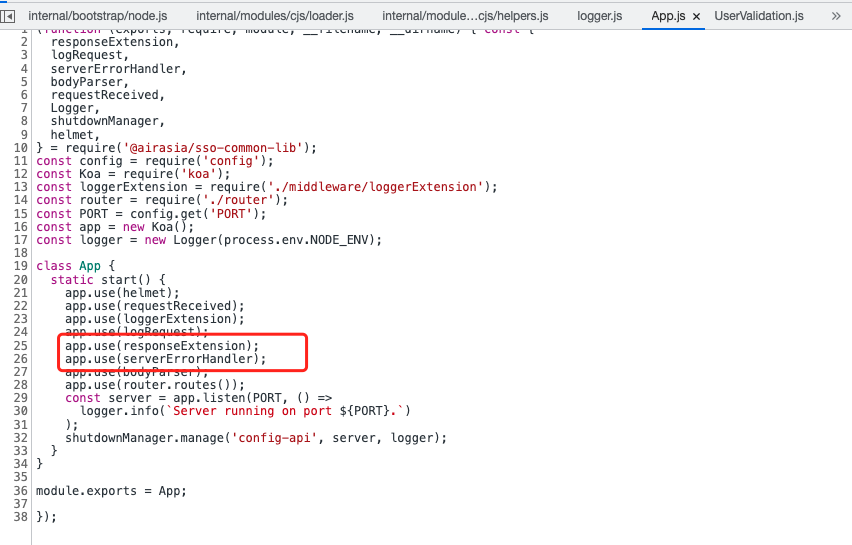 internal/bootstrap/node.js internal/modules/cjs/loader.js internal/module…cjs/helpers.js logger.js App.js × UserValidation.js »
1 (function (exports, require, module, __filename, __dirname) { const {
2 responseExtension,
3 logRequest,
4 serverErrorHandler,
5 bodyParser,
6 requestReceived,
7 Logger,
8 shutdownManager,
9 helmet,
10 } = require('@airasia/sso-common-lib');
11 const config = require('config');
12 const Koa = require('koa');
13 const loggerExtension = require('./middleware/loggerExtension');
14 const router = require('./router');
15 const PORT = config.get('PORT');
16 const app = new Koa();
17 const logger = new Logger(process.env.NODE_ENV);
18
19 class App {
20 static start() {
21 app.use(helmet);
22 app.use(requestReceived);
23 app.use(loggerExtension);
24 app.use(logRequest);
25 app.use(responseExtension);
26 app.use(serverErrorHandler);
27 app.use(bodyParser);
28 app.use(router.routes());
29 const server = app.listen(PORT, () =>
30 logger.info(`Server running on port ${PORT}.`)
31 );
32 shutdownManager.manage('config-api', server, logger);
33 }
34 }
35
36 module.exports = App;
37
38 });